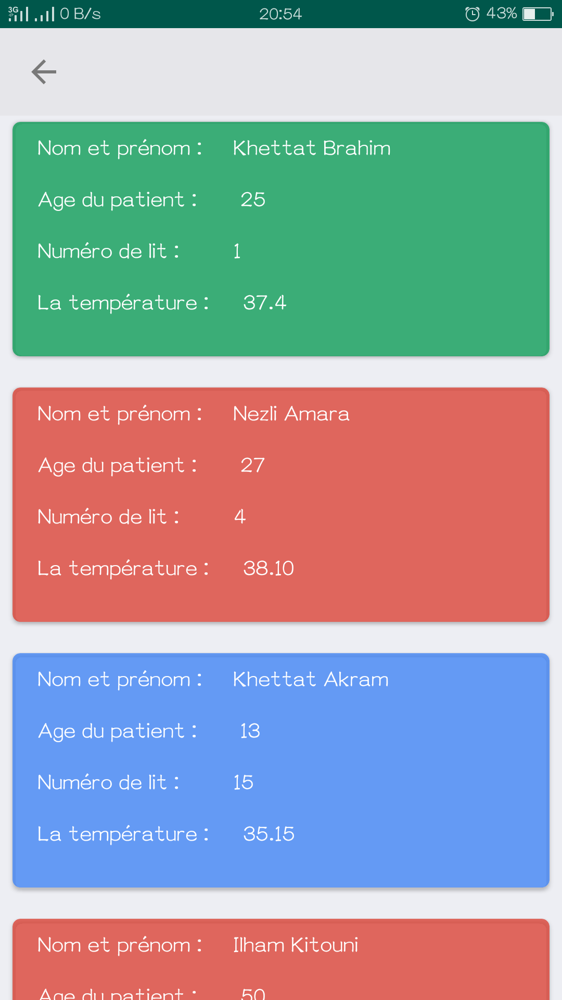 3G 0 B/s 20:54 43%
Nom et prénom : Khettat Brahim
Age du patient : 25
Numéro de lit : 1
La température : 37.4
Nom et prénom : Nezli Amara
Age du patient : 27
Numéro de lit : 4
La température : 38.10
Nom et prénom : Khettat Akram
Age du patient : 13
Numéro de lit : 15
La température : 35.15
Nom et prénom : Ilham Kitouni
Age du patient : 50